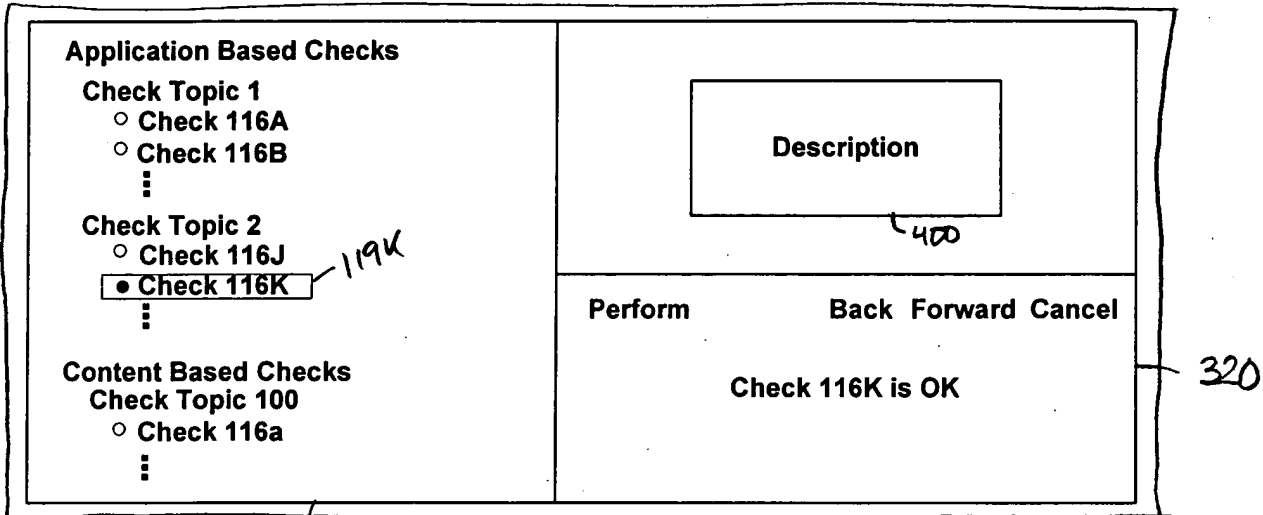 Application Based Checks
Check Topic 1
Check 116A
Check 116B
Check Topic 2
Check 116J
Check 116K
119K
Content Based Checks
Check Topic 100
Check 116a
Description
400
Perform Back Forward Cancel
Check 116K is OK
320